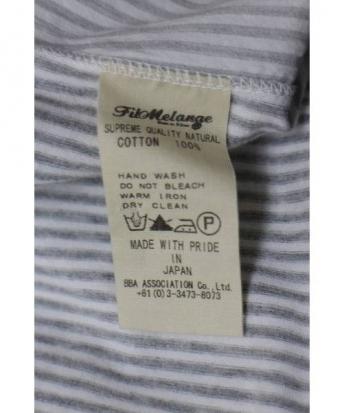 FilMelange
SUPREME QUALITY NATURAL
COTTON 100%
HAND WASH
DO NOT BLEACH
WARM IRON
DRY CLEAN
P
MADE WITH PRIDE
IN
JAPAN
BBA ASSOCIATION Co.,Ltd.
+81(0)3-3473-8073